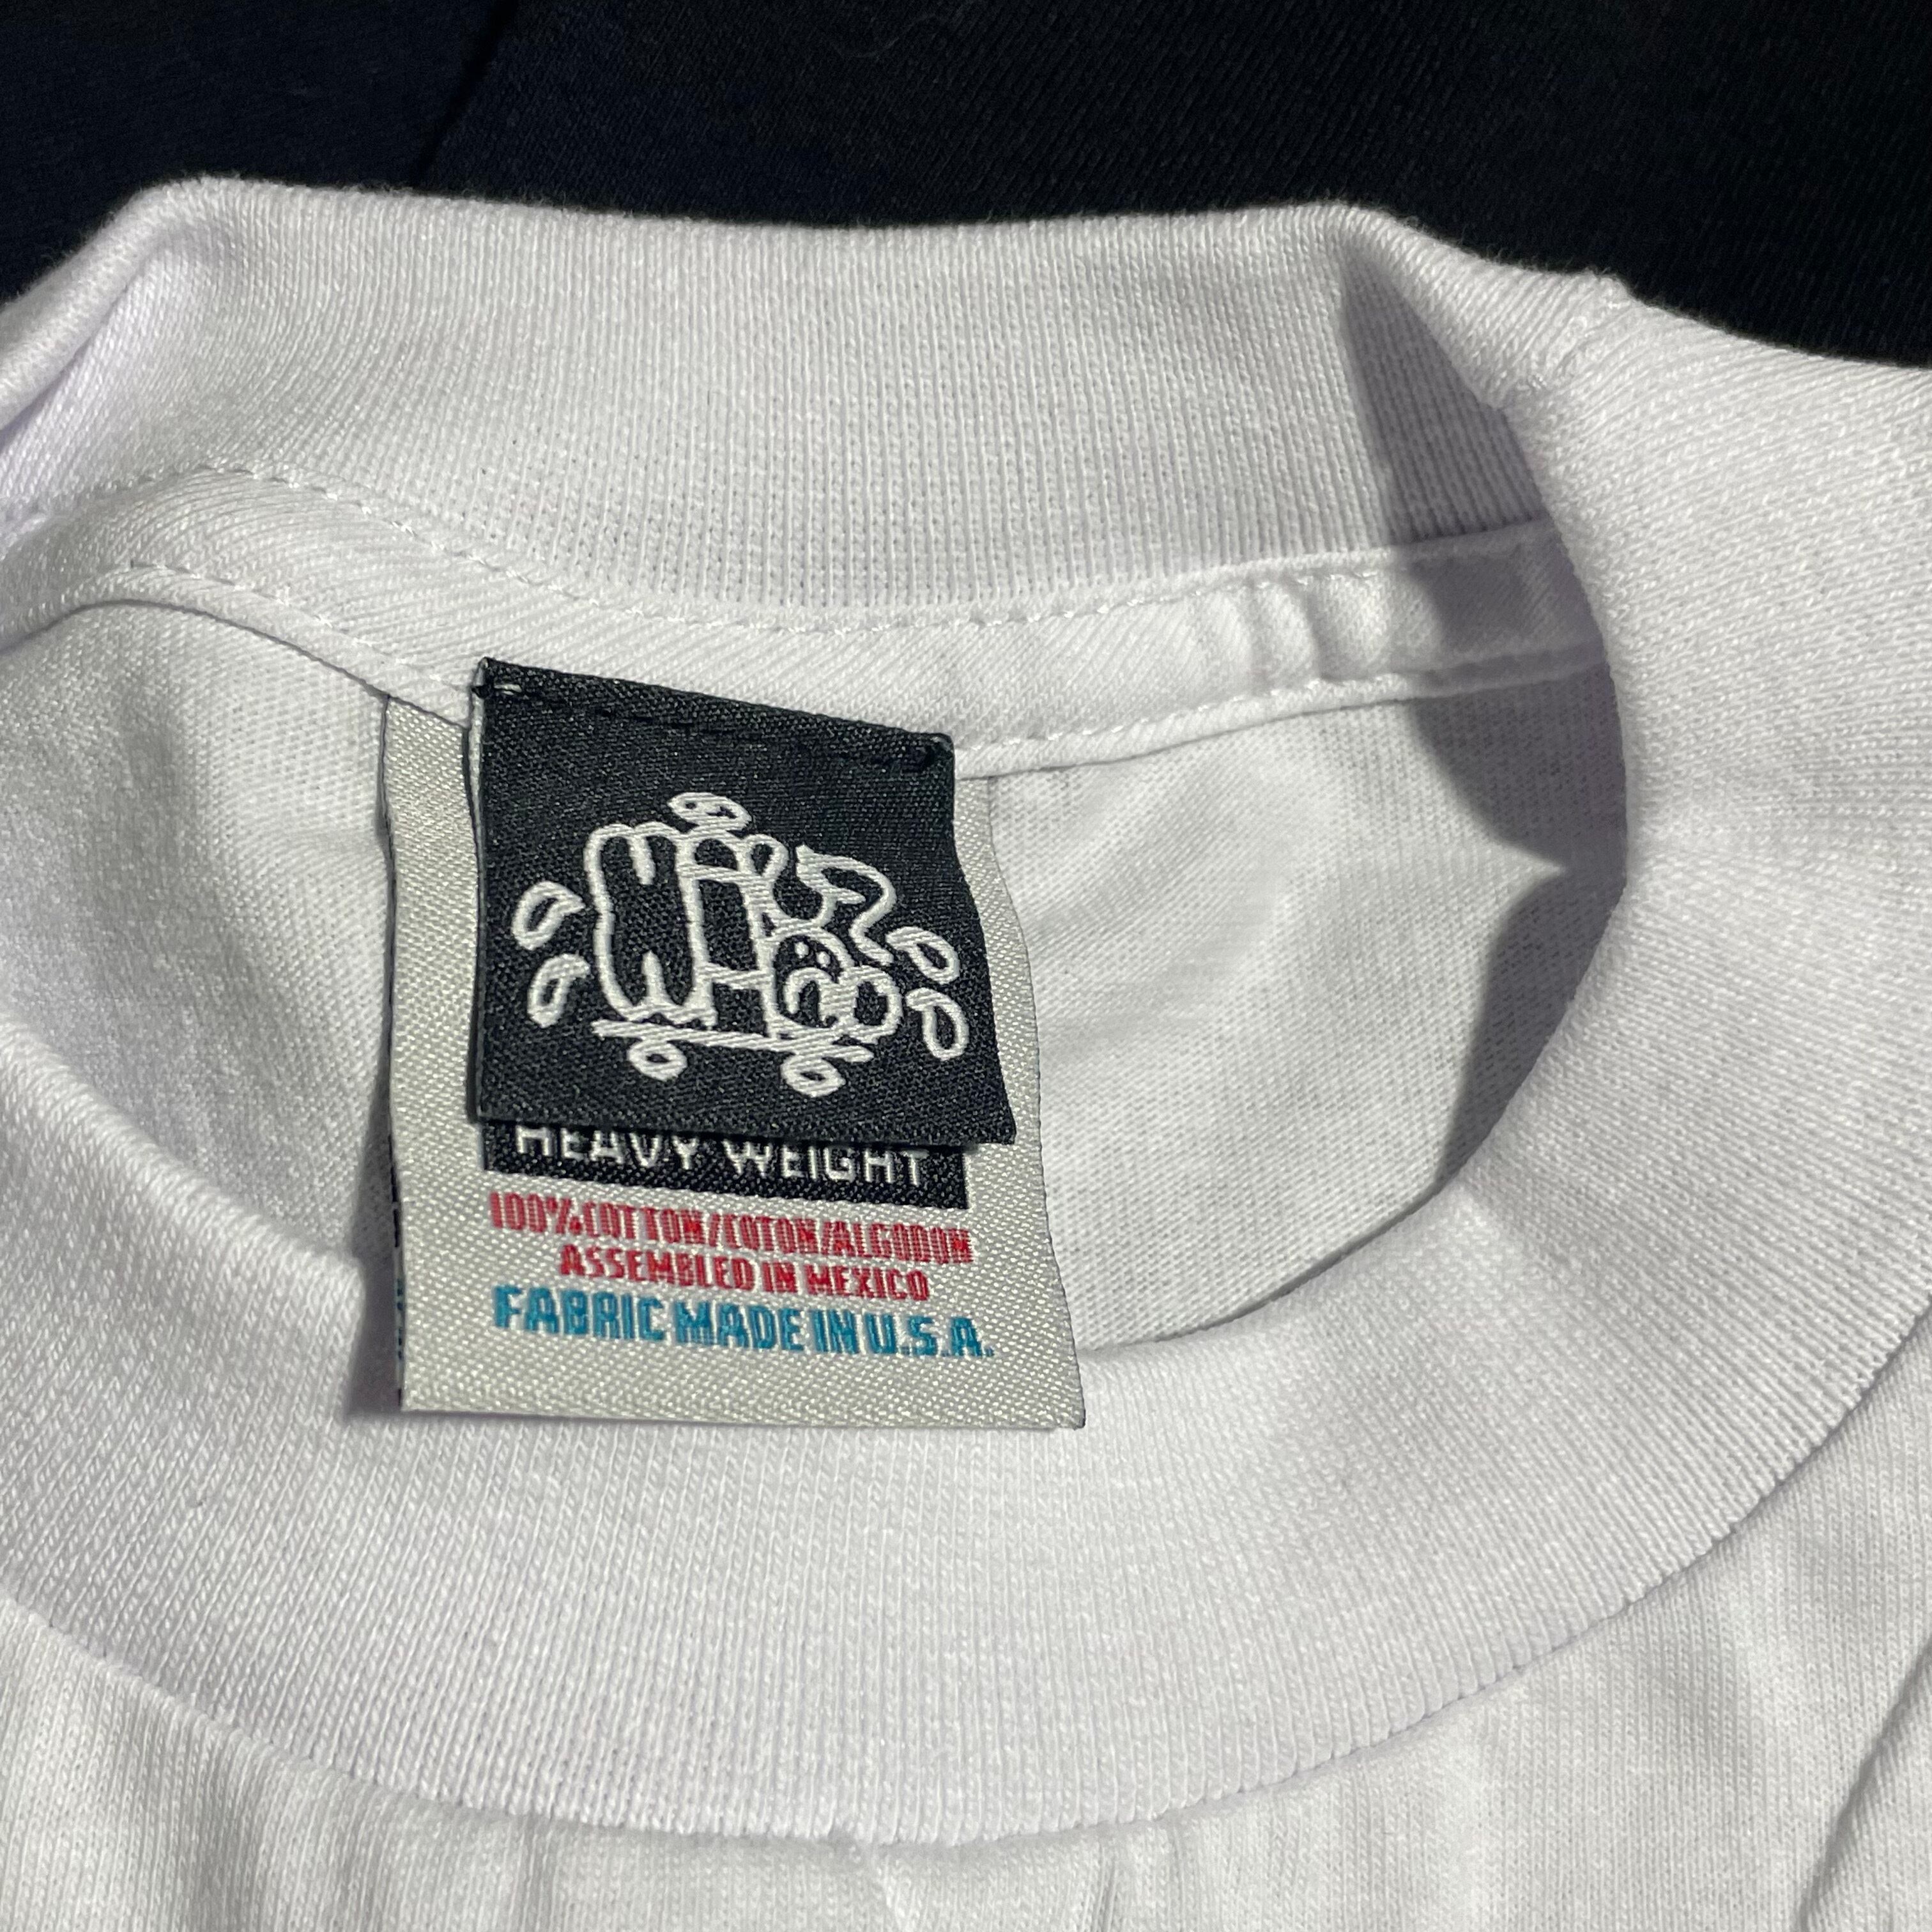 HEAVY WEIGHT
100% COTTON/COTON/ALGODON
ASSEMBLED IN MEXICO
FABRIC MADE IN U.S.A.